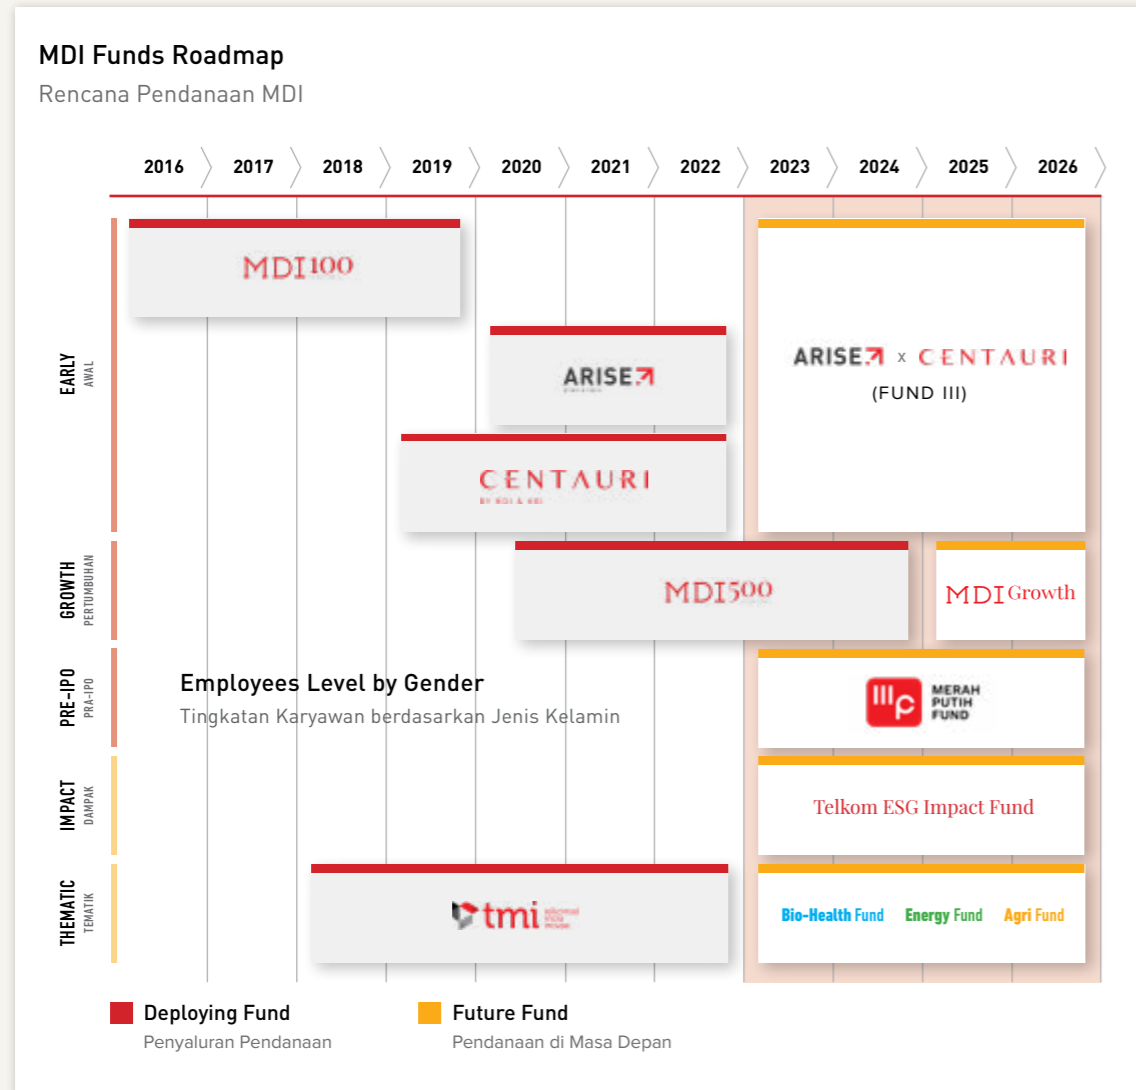 MDI Funds Roadmap
Rencana Pendanaan MDI
2016 2017 2018 2019 2020 2021 2022 2023 2024 2025 2026
EARLY
AWAL
MDI100
ARISE
CENTAURI
BY MDI & KBI
ARISE x CENTAURI
(FUND III)
GROWTH
PERTUMBUHAN
MDI500
MDI Growth
PRE-IPO
PRA-IPO
Employees Level by Gender
Tingkatan Karyawan berdasarkan Jenis Kelamin
MERAH
PUTIH
FUND
IMPACT
DAMPAK
Telkom ESG Impact Fund
THEMATIC
TEMATIK
tmi
Bio-Health Fund Energy Fund Agri Fund
Deploying Fund
Penyaluran Pendanaan
Future Fund
Pendanaan di Masa Depan